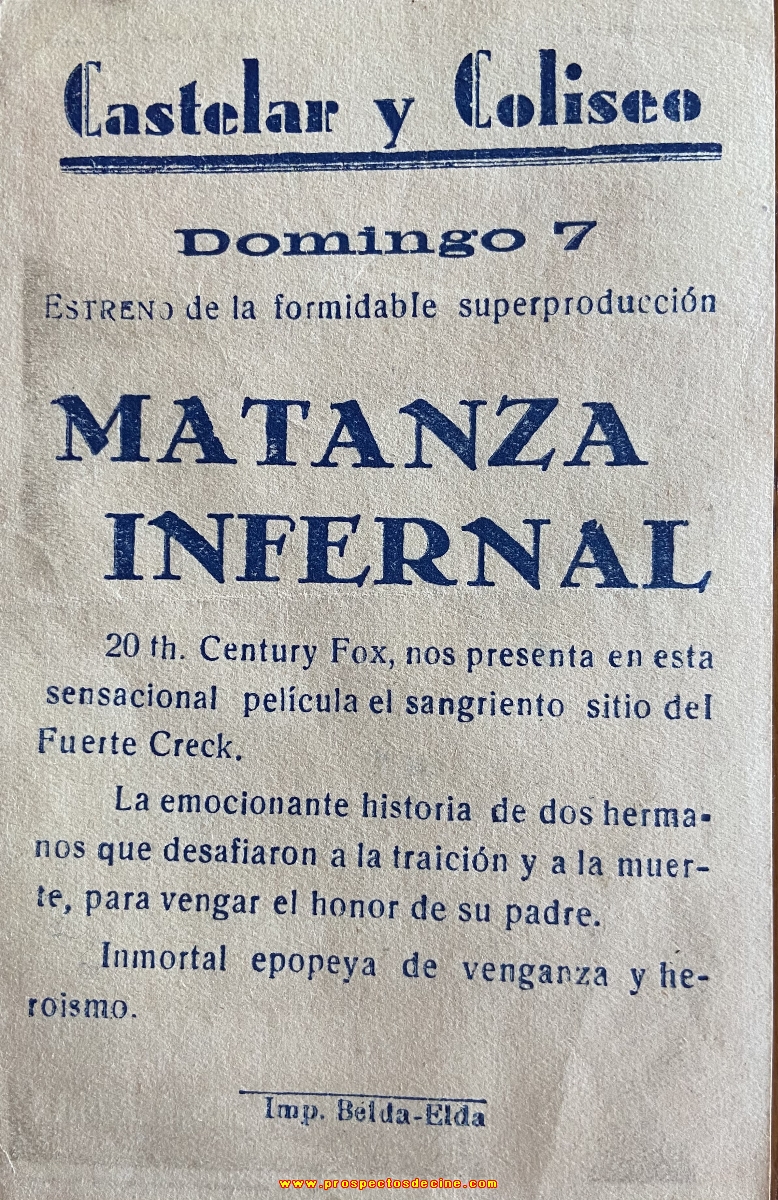 Castelar y Coliseo
Domingo 7
ESTRENO de la formidable superproducción
MATANZA
INFERNAL
20 th. Century Fox, nos presenta en esta
sensacional película el sangriento sitio del
Fuerte Creck.
La emocionante historia de dos herma-
nos que desafiaron a la traición y a la muer-
te, para vengar el honor de su padre.
Inmortal epopeya de venganza y he-
roismo.
Imp. Belda-Elda
www.prospectosdecine.com